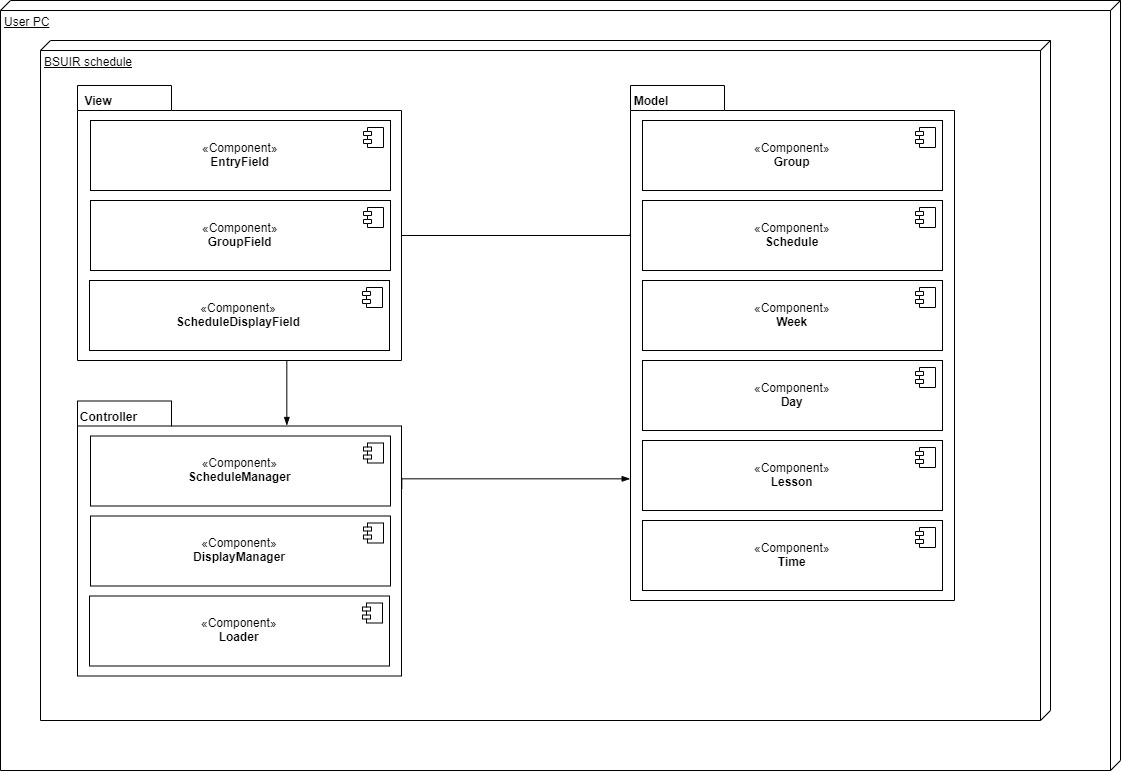 User PC
BSUIR schedule
View
«Component»
EntryField
«Component»
GroupField
«Component»
ScheduleDisplayField
Controller
«Component»
ScheduleManager
«Component»
DisplayManager
«Component»
Loader
Model
«Component»
Group
«Component»
Schedule
«Component»
Week
«Component»
Day
«Component»
Lesson
«Component»
Time